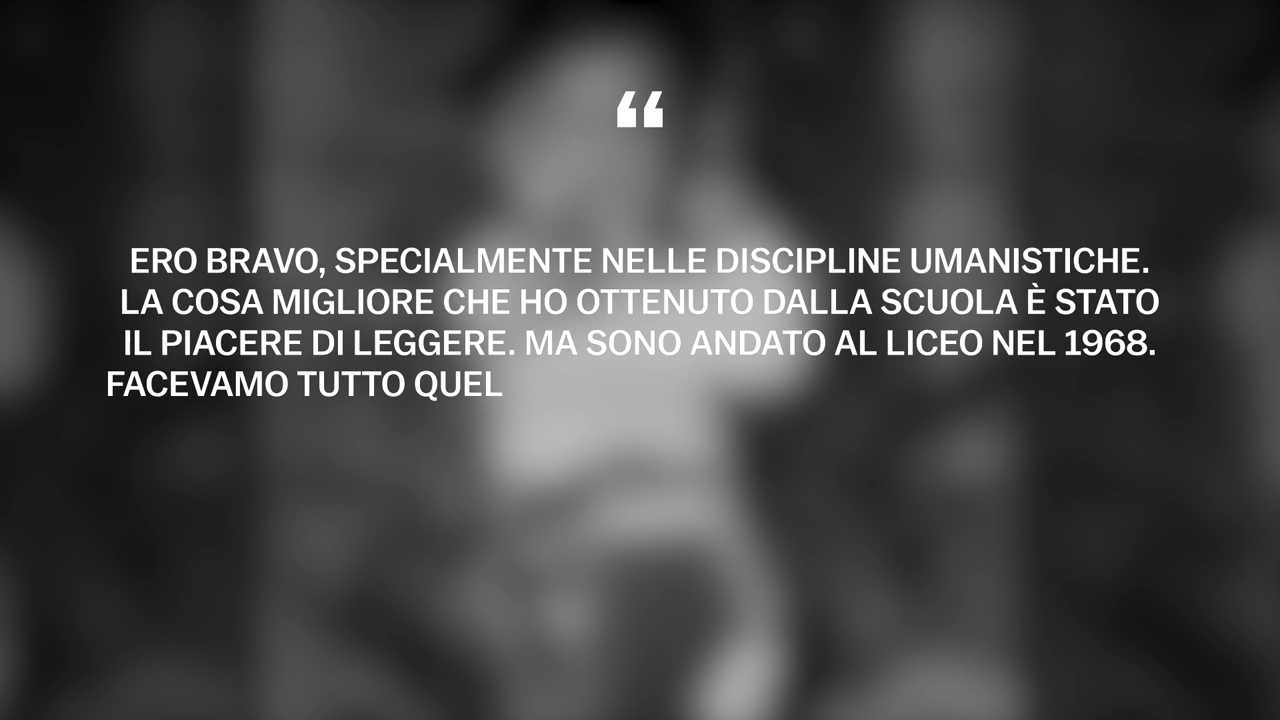 “
ERO BRAVO, SPECIALMENTE NELLE DISCIPLINE UMANISTICHE.
LA COSA MIGLIORE CHE HO OTTENUTO DALLA SCUOLA È STATO
IL PIACERE DI LEGGERE. MA SONO ANDATO AL LICEO NEL 1968.
FACEVAMO TUTTO QUEL